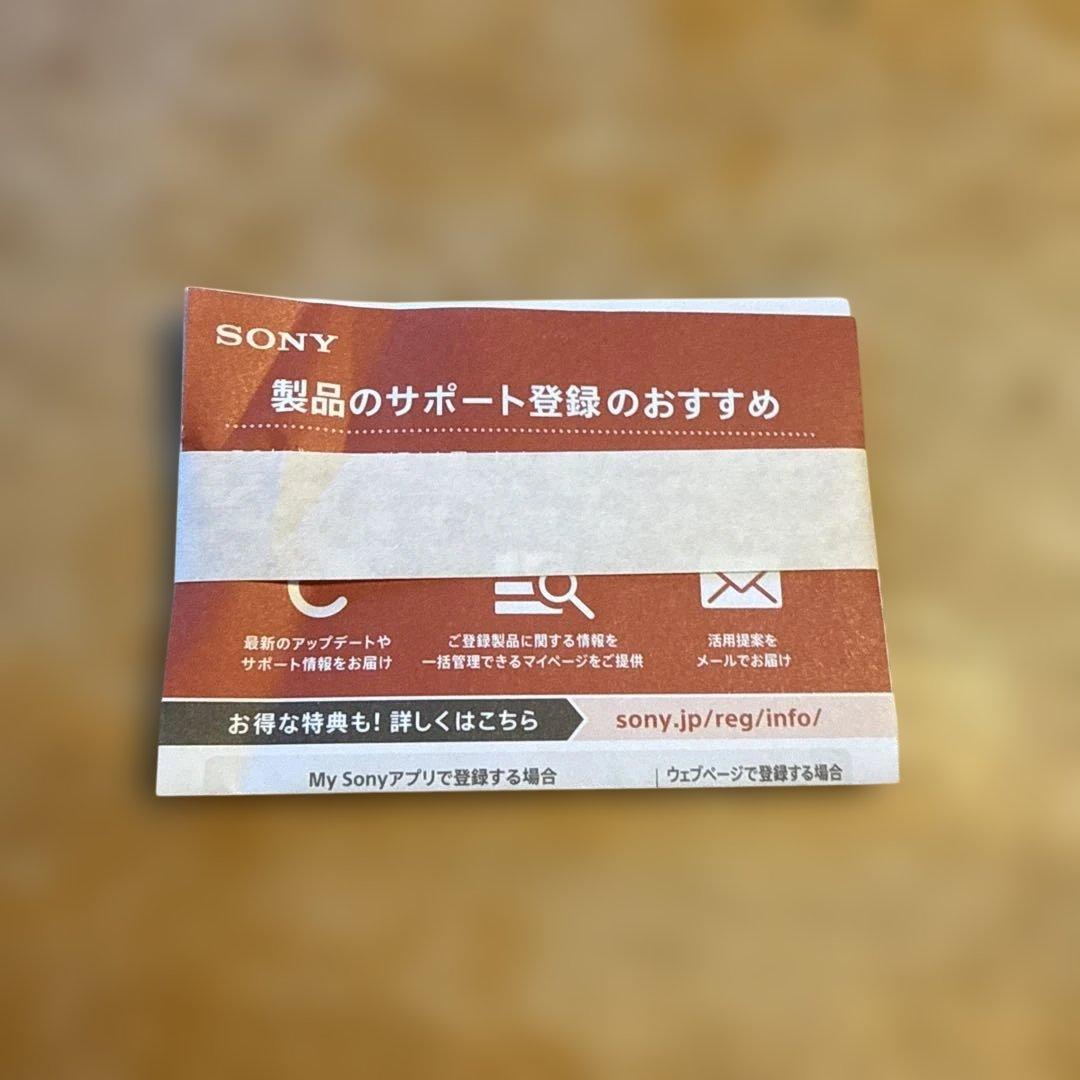 SONY
製品のサポート登録のおすすめ
最新のアップデートや
サポート情報をお届け
ご登録製品に関する情報を
一括管理できるマイページをご提供
活用提案を
メールでお届け
お得な特典も! 詳しくはこちら
sony.jp/reg/info/
My Sonyアプリで登録する場合
ウェブページで登録する場合